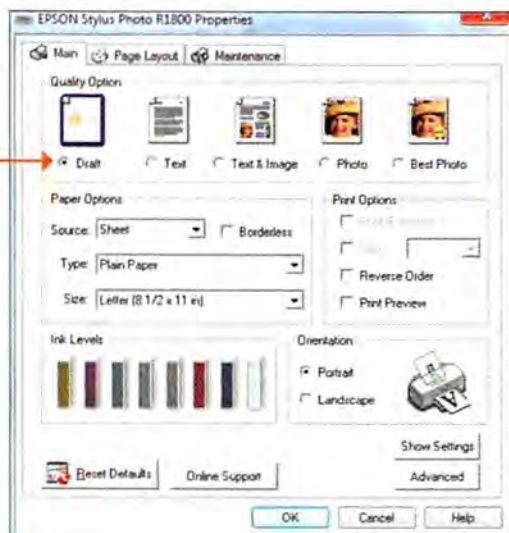 EPSON Stylus Photo R1800 Properties
Main Page Layout Maintenance
Quality Option
Draft Text Text & Image Photo Best Photo
Paper Options Print Options
Source: Sheet Borderless
Type: Plain Paper
Reverse Order
Size: Letter (8 1/2 x 11 in) Print Preview
Ink Levels Orientation
Portrait
Landscape
Show Settings
Reset Defaults Online Support Advanced
OK Cancel Help